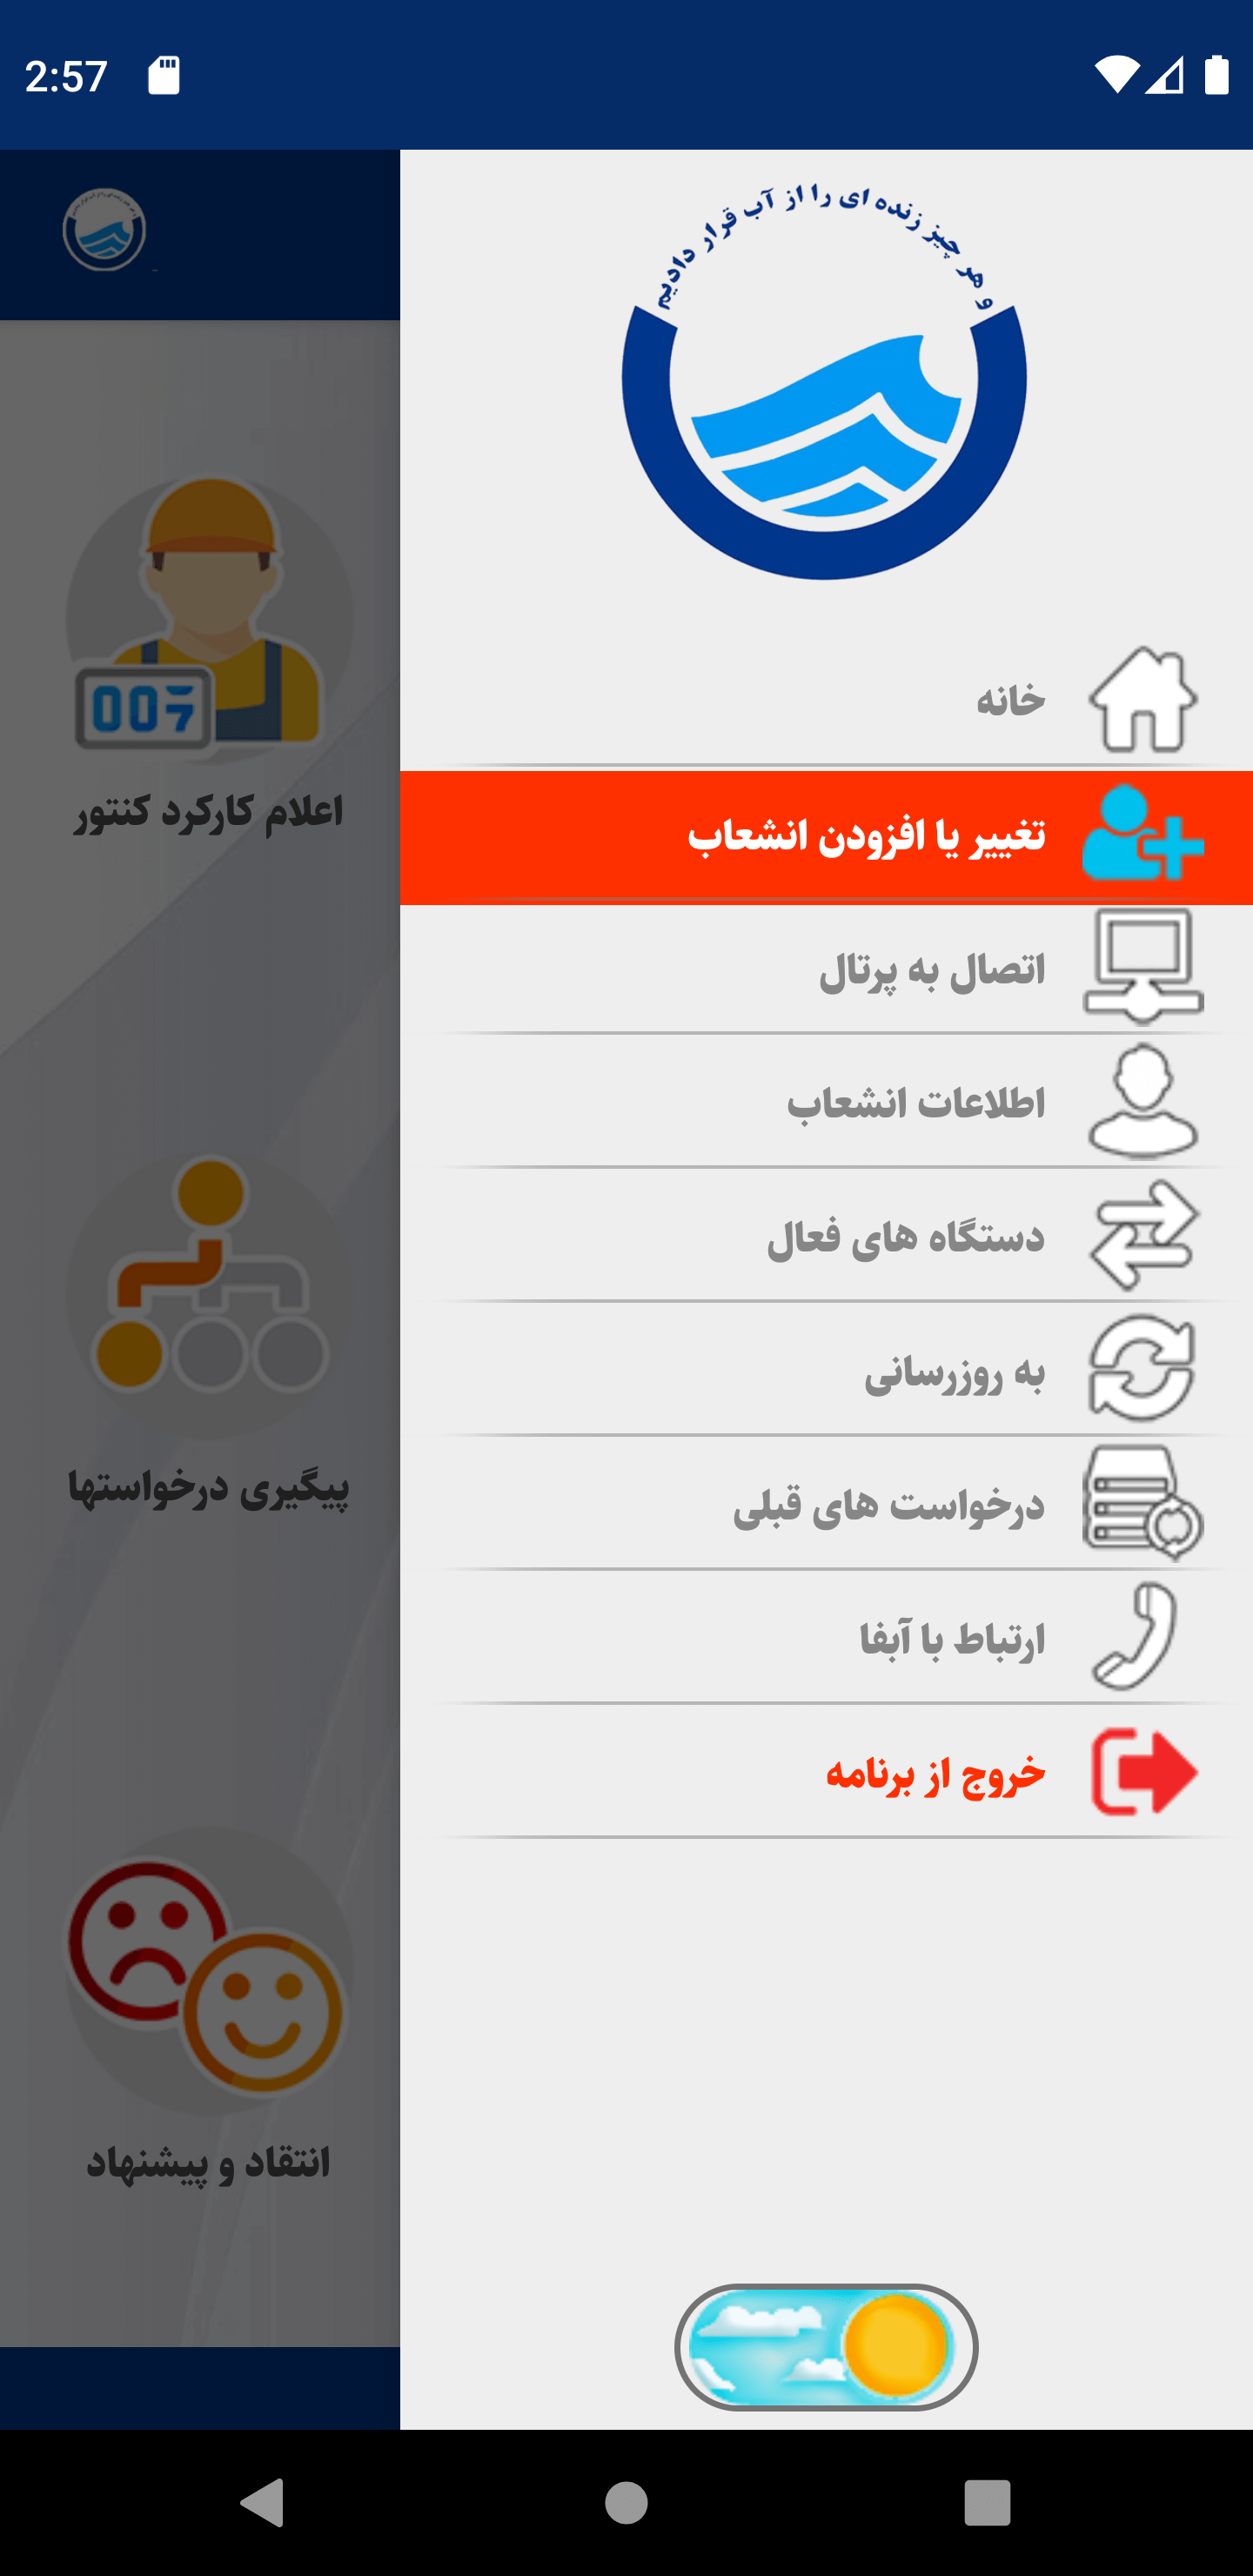 2:57
و هر چیز زنده ای را از آب قرار دادیم
خانه
تغییر یا افزودن انشعاب
اتصال به پرتال
اطلاعات انشعاب
دستگاه های فعال
به روزرسانی
درخواست های قبلی
ارتباط با آبفا
خروج از برنامه
007
اعلام کارکرد کنتور
پیگیری درخواستها
انتقاد و پیشنهاد